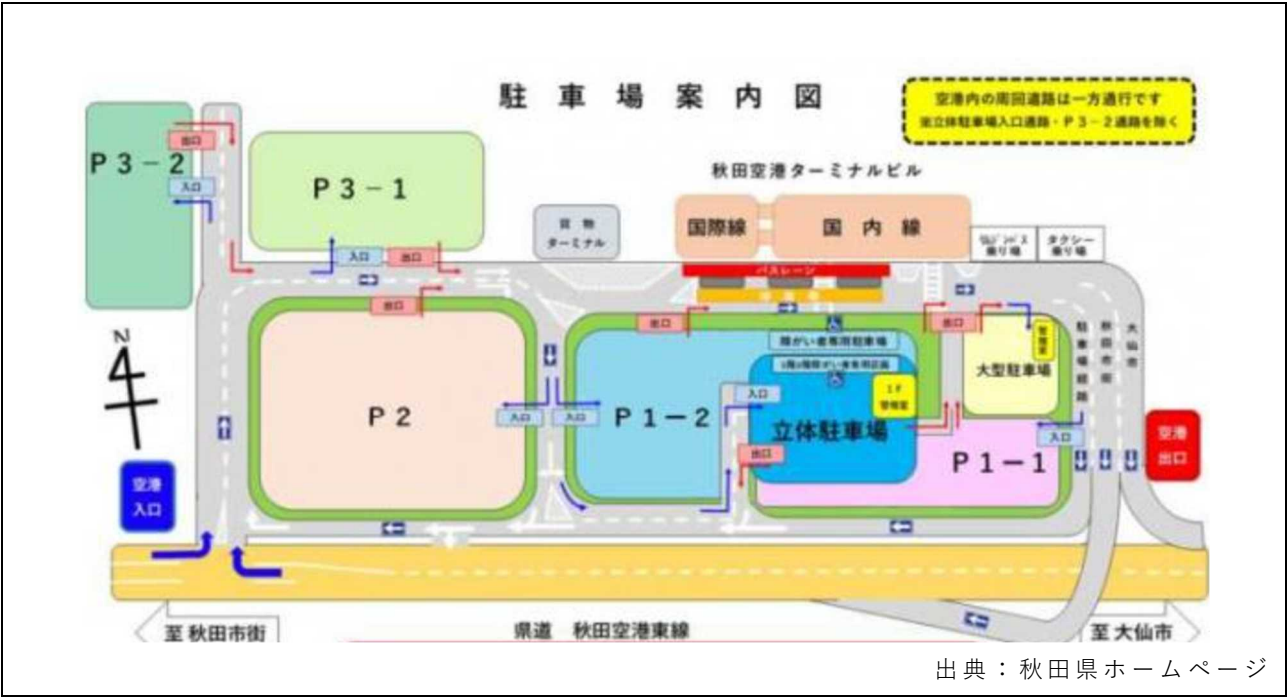 駐車場案内図
空港内の周回道路は一方通行です
※立体駐車場入口道路・P3-2通路を除く
秋田空港ターミナルビル
P3-2
出口
入口
P3-1
入口
出口
貨物
ターミナル
国際線
国内線
バスレーン
乗り場
タクシー
乗り場
出口
出口
出口
障がい者専用駐車場
管理室
大型駐車場
駐車場経路
秋田市街
大仙市
N
P2
入口
入口
P1-2
入口
1F
管理室
立体駐車場
出口
P1-1
入口
空港
出口
空港
入口
至秋田市街
県道 秋田空港東線
至大仙市
出典：秋田県ホームページ